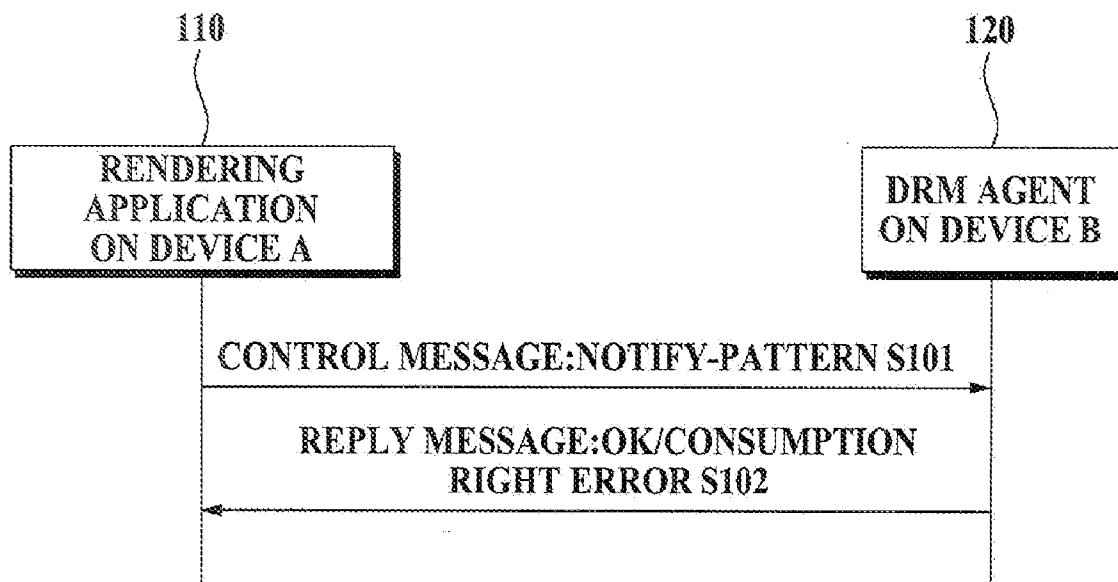 110
120
RENDERING
APPLICATION
ON DEVICE A
DRM AGENT
ON DEVICE B
CONTROL MESSAGE:NOTIFY-PATTERN S101
REPLY MESSAGE:OK/CONSUMPTION
RIGHT ERROR S102